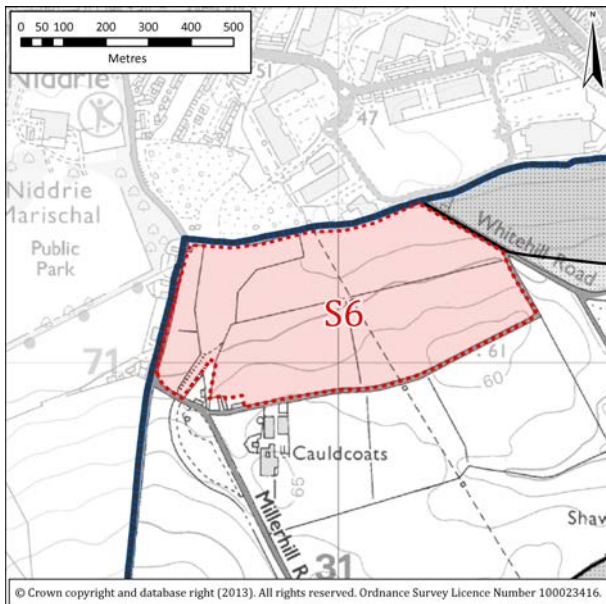 0 50 100 200 300 400 500
Metres
N
Niddrie
51
47
Niddrie
Marischal
Public
Park
Whitehill Road
S6
71
61
60
Cauldcoats
65
Millerhill R
Shaw
31
© Crown copyright and database right (2013). All rights reserved. Ordnance Survey Licence Number 100023416.